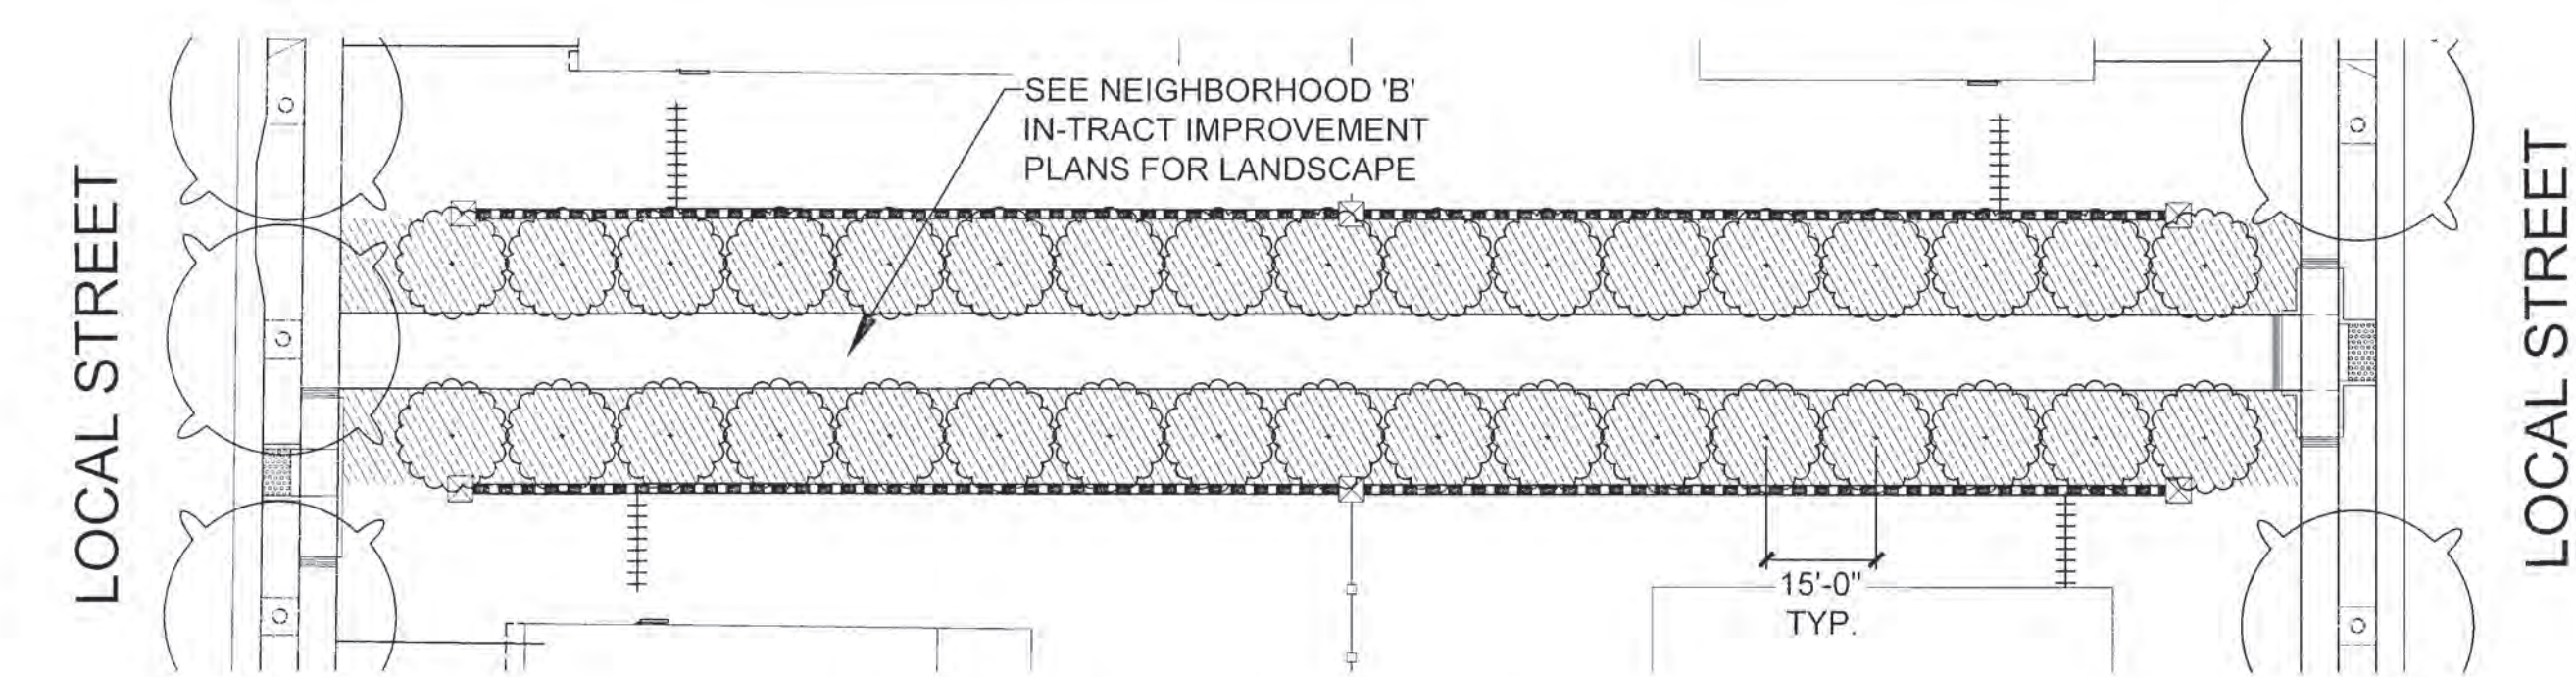 LOCAL STREET
SEE NEIGHBORHOOD 'B'
IN-TRACT IMPROVEMENT
PLANS FOR LANDSCAPE
15'-0"
TYP.
LOCAL STREET